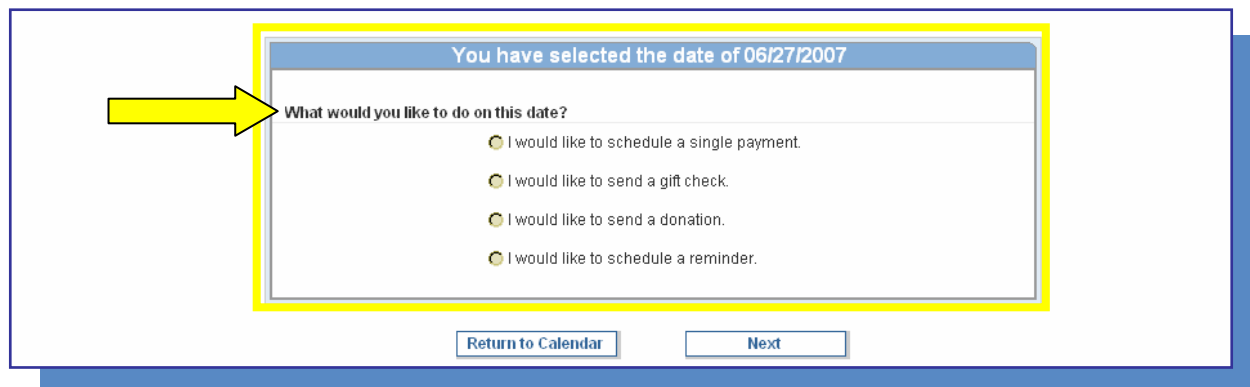 You have selected the date of 06/27/2007
What would you like to do on this date?
I would like to schedule a single payment.
I would like to send a gift check.
I would like to send a donation.
I would like to schedule a reminder.
Return to Calendar
Next